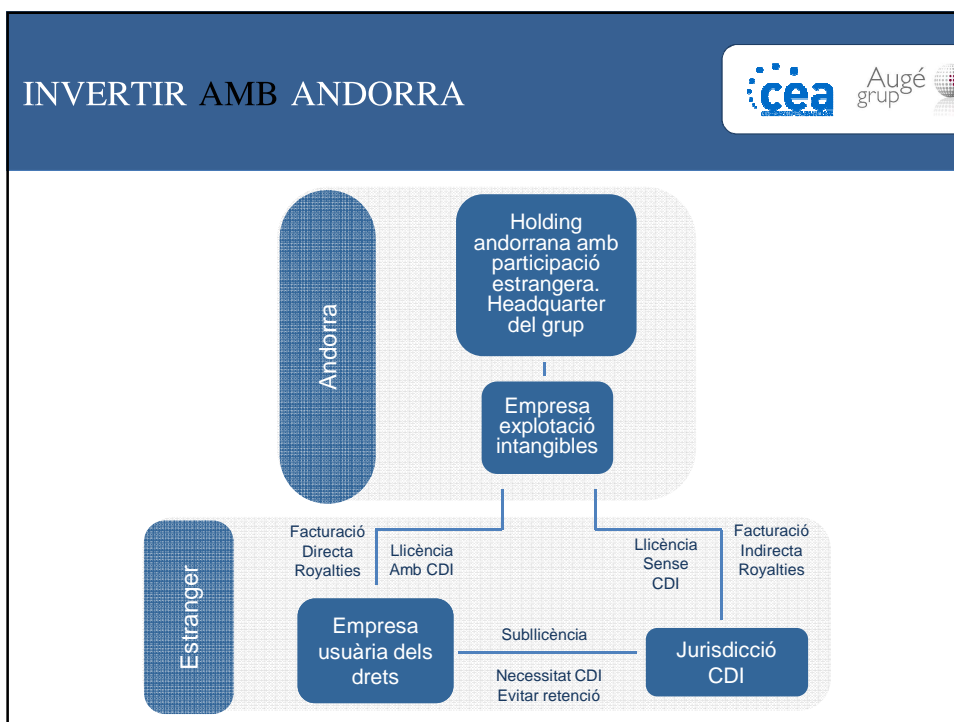 INVERTIR AMB ANDORRA
cea
Augé
grup
Andorra
Holding
andorrana amb
participació
estrangera.
Headquarter
del grup
Empresa
explotació
intangibles
Estranger
Facturació
Directa
Royalties
Llicència
Amb CDI
Llicència
Sense
CDI
Facturació
Indirecta
Royalties
Empresa
usuària dels
drets
Subllicència
Necessitat CDI
Evitar retenció
Jurisdicció
CDI